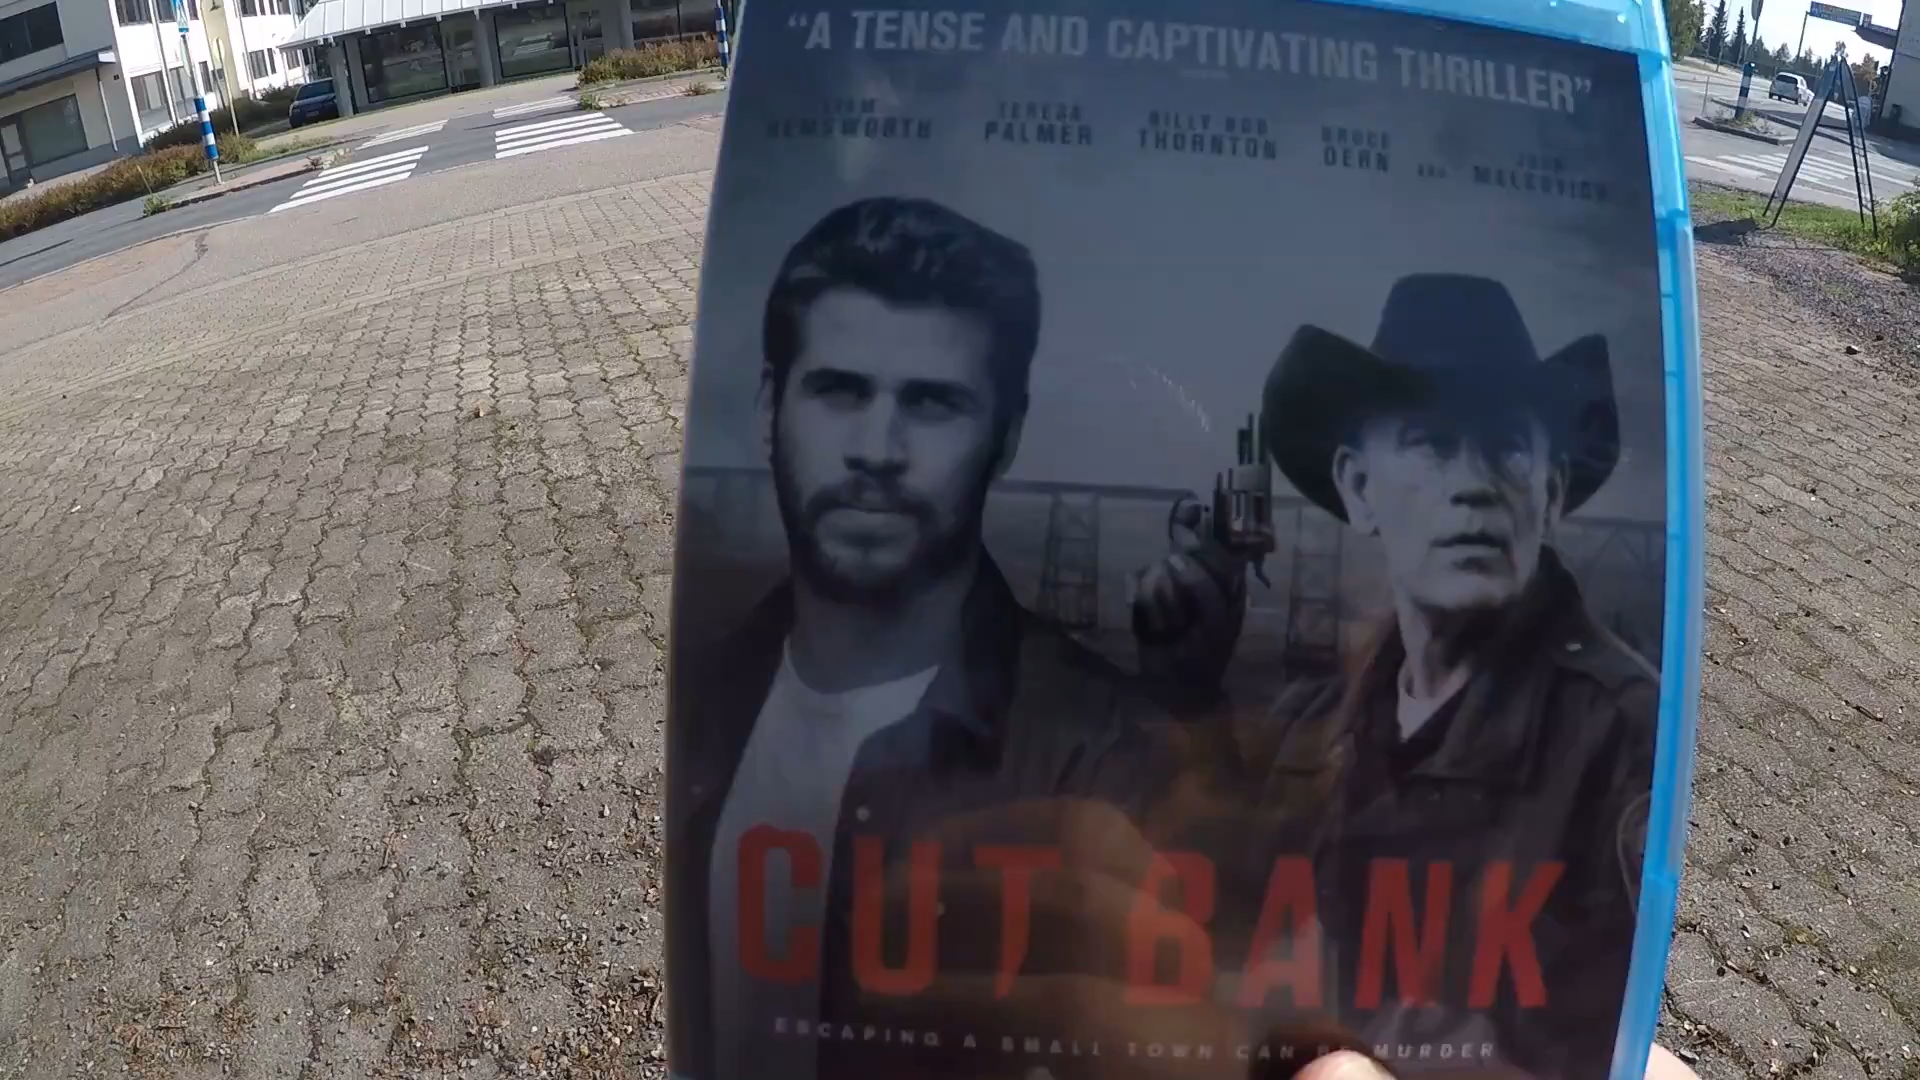 “A TENSE AND CAPTIVATING THRILLER”
LIAM HEMSWORTH
TERESA PALMER
BILLY BOB THORNTON
BRUCE DERN
AND
JOHN MALKOVICH
CUT BANK
ESCAPING A SMALL TOWN CAN BE MURDER